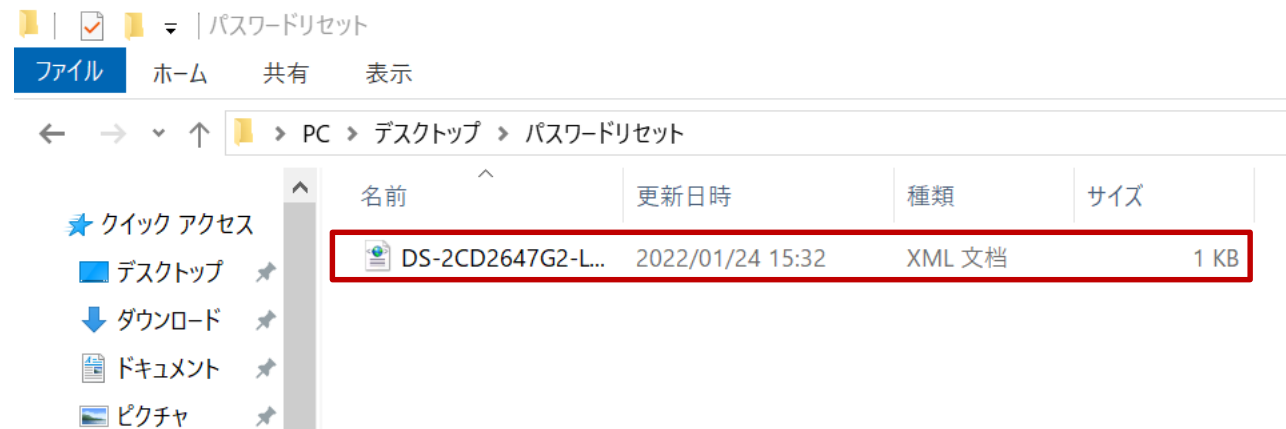 パスワードリセット
ファイル ホーム 共有 表示
PC デスクトップ パスワードリセット
名前 更新日時 種類 サイズ
クイック アクセス
DS-2CD2647G2-L... 2022/01/24 15:32 XML 文档 1 KB
デスクトップ
ダウンロード
ドキュメント
ピクチャ